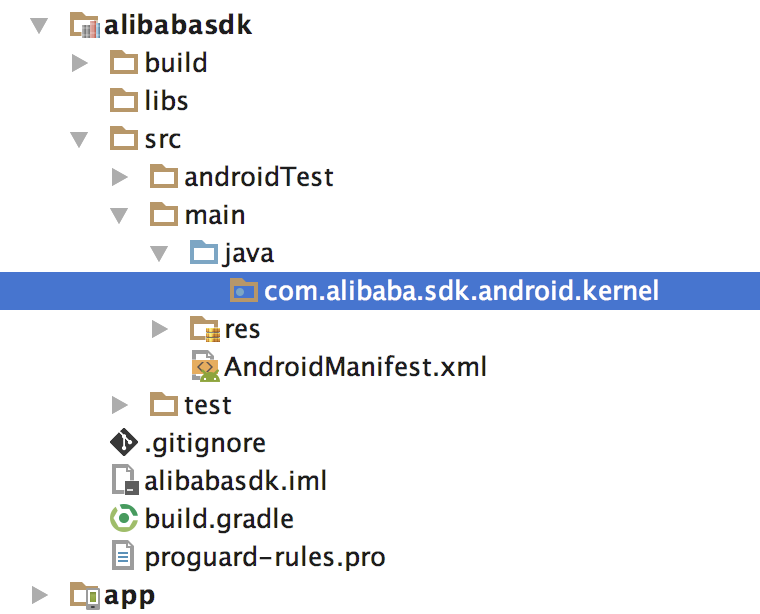 alibabasdk
build
libs
src
androidTest
main
java
com.alibaba.sdk.android.kernel
res
AndroidManifest.xml
test
.gitignore
alibabasdk.iml
build.gradle
proguard-rules.pro
app